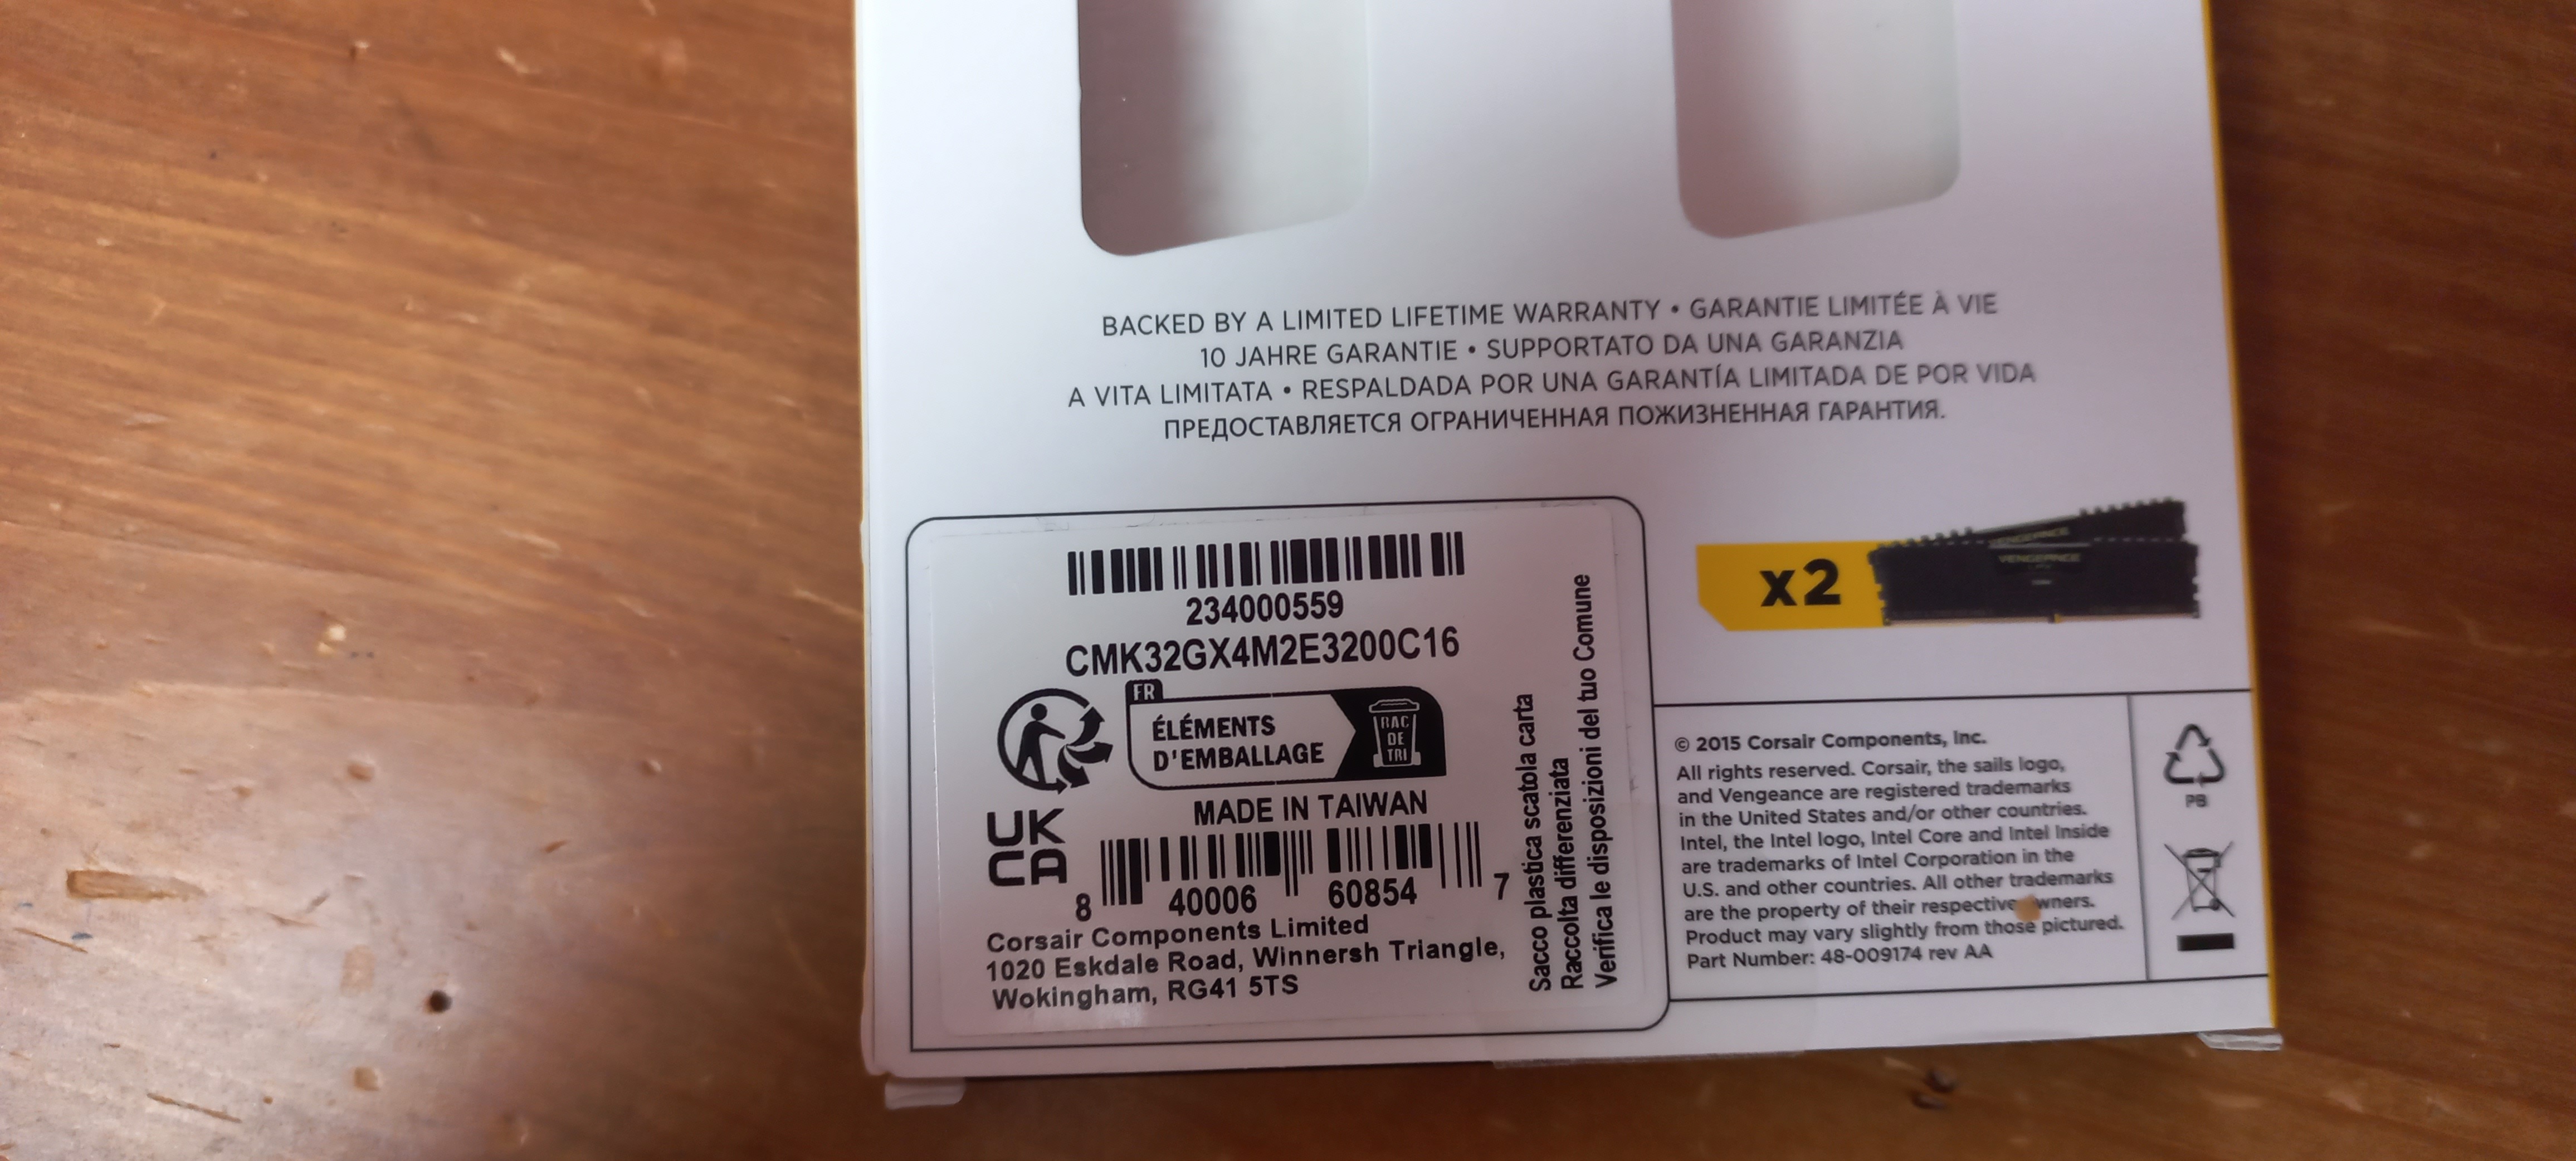 BACKED BY A LIMITED LIFETIME WARRANTY • GARANTIE LIMITÉE À VIE
10 JAHRE GARANTIE • SUPPORTATO DA UNA GARANZIA
A VITA LIMITATA • RESPALDADA POR UNA GARANTÍA LIMITADA DE POR VIDA
ПРЕДОСТАВЛЯЕТСЯ ОГРАНИЧЕННАЯ ПОЖИЗНЕННАЯ ГАРАНТИЯ.
234000559
CMK32GX4M2E3200C16
FR
ÉLÉMENTS
D'EMBALLAGE
BAC
DE
TRI
MADE IN TAIWAN
UK
CA
8 40006 60854 7
Corsair Components Limited
1020 Eskdale Road, Winnersh Triangle,
Wokingham, RG41 5TS
Sacco plastica scatola carta
Raccolta differenziata
Verifica le disposizioni del tuo Comune
x2
VENGEANCE
VENGEANCE
© 2015 Corsair Components, Inc.
All rights reserved. Corsair, the sails logo,
and Vengeance are registered trademarks
in the United States and/or other countries.
Intel, the Intel logo, Intel Core and Intel Inside
are trademarks of Intel Corporation in the
U.S. and other countries. All other trademarks
are the property of their respective wners.
Product may vary slightly from those pictured.
Part Number: 48-009174 rev AA
PB